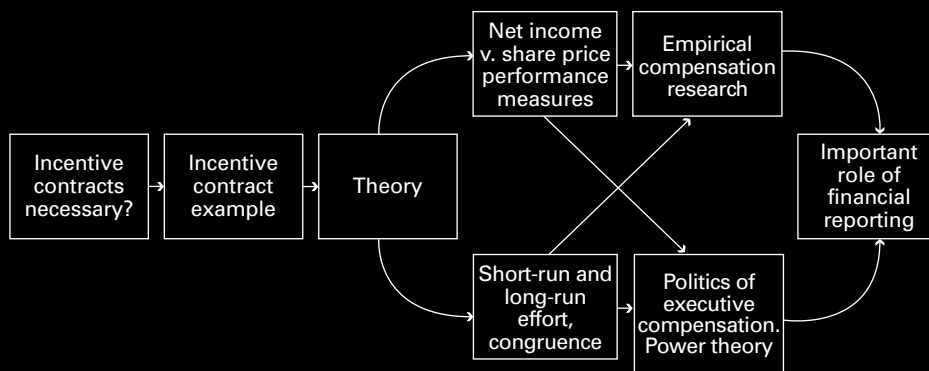 Incentive
contracts
necessary?
Incentive
contract
example
Theory
Net income
v. share price
performance
measures
Short-run and
long-run
effort,
congruence
Empirical
compensation
research
Politics of
executive
compensation.
Power theory
Important
role of
financial
reporting